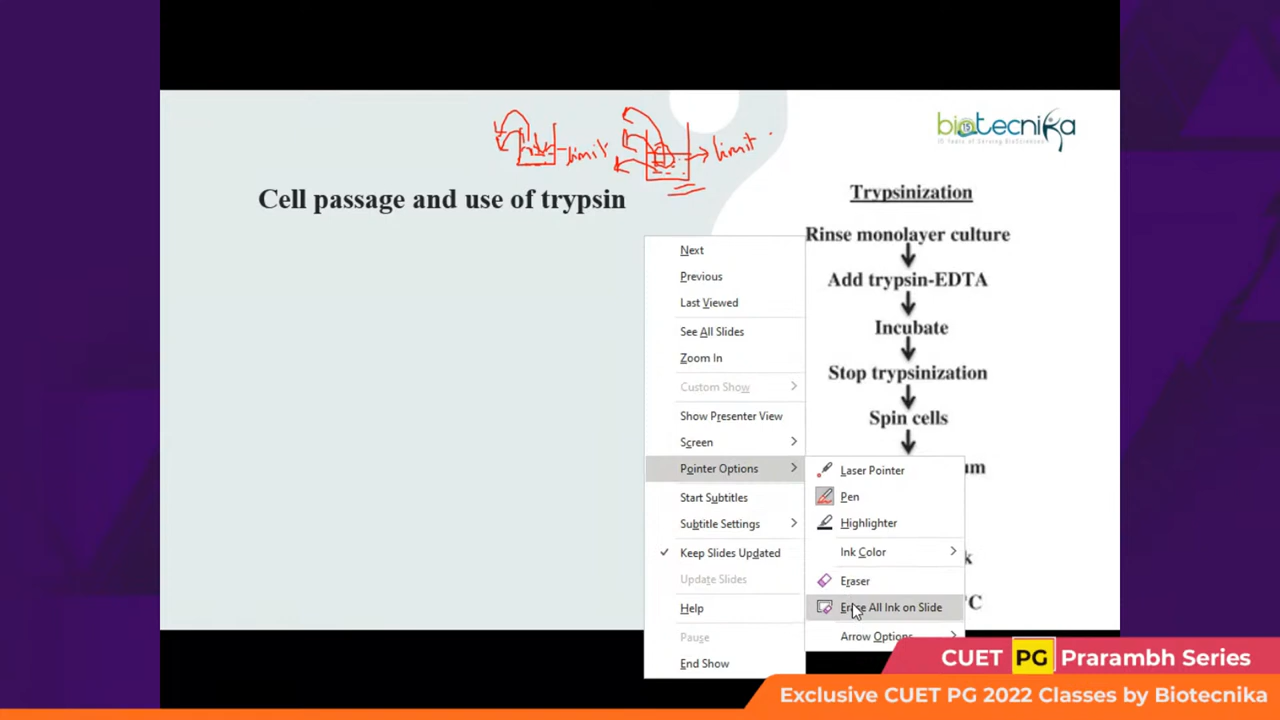 limit
limit
biotecnika
Cell passage and use of trypsin
Trypsinization
Rinse monolayer culture
Add trypsin-EDTA
Incubate
Stop trypsinization
Spin cells
um
k
PC
Next
Previous
Last Viewed
See All Slides
Zoom In
Custom Show
Show Presenter View
Screen
Pointer Options
Start Subtitles
Subtitle Settings
Keep Slides Updated
Update Slides
Help
Pause
End Show
Laser Pointer
Pen
Highlighter
Ink Color
Eraser
Erase All Ink on Slide
Arrow Options
CUET PG Prarambh Series
Exclusive CUET PG 2022 Classes by Biotecnika